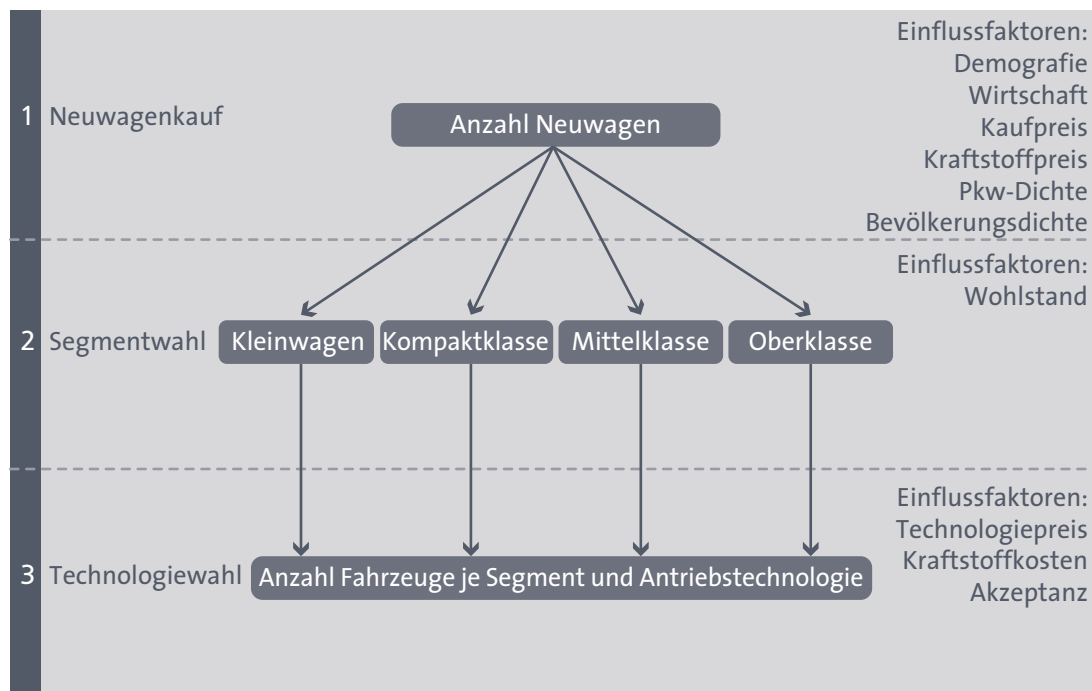 1 Neuwagenkauf
Anzahl Neuwagen
Einflussfaktoren:
Demografie
Wirtschaft
Kaufpreis
Kraftstoffpreis
Pkw-Dichte
Bevölkerungsdichte
2 Segmentwahl
Kleinwagen
Kompaktklasse
Mittelklasse
Oberklasse
Einflussfaktoren:
Wohlstand
3 Technologiewahl
Anzahl Fahrzeuge je Segment und Antriebstechnologie
Einflussfaktoren:
Technologiepreis
Kraftstoffkosten
Akzeptanz